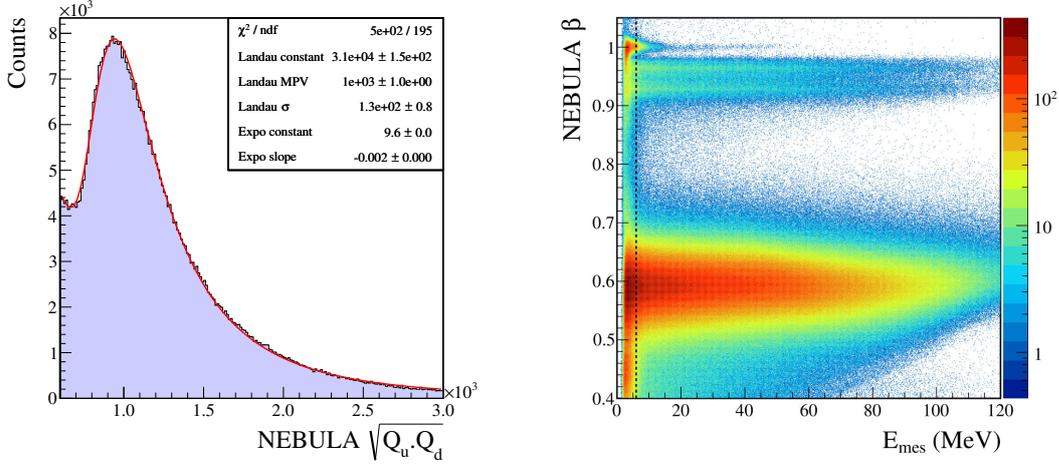 ×10³
Counts
8
7
6
5
4
3
2
1
0
χ² / ndf 5e+02 / 195
Landau constant 3.1e+04 ± 1.5e+02
Landau MPV 1e+03 ± 1.0e+00
Landau σ 1.3e+02 ± 0.8
Expo constant 9.6 ± 0.0
Expo slope -0.002 ± 0.000
1.0 1.5 2.0 2.5 3.0
×10³
NEBULA √Qu.Qd
NEBULA β
1
0.9
0.8
0.7
0.6
0.5
0.4
0 20 40 60 80 100 120
Emes (MeV)
10²
10
1